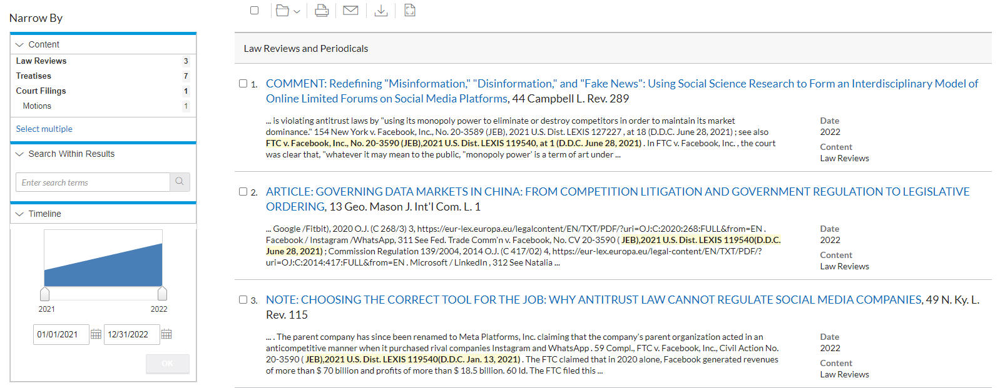 Narrow By
Content
Law Reviews 3
Treatises 7
Court Filings 1
Motions 1
Select multiple
Search Within Results
Enter search terms
Timeline
2021 2022
01/01/2021 12/31/2022
OK
Law Reviews and Periodicals
1. COMMENT: Redefining "Misinformation," "Disinformation," and "Fake News": Using Social Science Research to Form an Interdisciplinary Model of
Online Limited Forums on Social Media Platforms, 44 Campbell L. Rev. 289
... is violating antitrust laws by "using its monopoly power to eliminate or destroy competitors in order to maintain its market
dominance." 154 New York v. Facebook, Inc., No. 20-3589 (JEB), 2021 U.S. Dist. LEXIS 127227 , at 18 (D.D.C. June 28, 2021) ; see also
FTC v. Facebook, Inc., No. 20-3590 (JEB),2021 U.S. Dist. LEXIS 119540, at 1 (D.D.C. June 28, 2021) . In FTC v. Facebook, Inc. , the court
was clear that, "whatever it may mean to the public, "monopoly power' is a term of art under ...
Date
2022
Content
Law Reviews
2. ARTICLE: GOVERNING DATA MARKETS IN CHINA: FROM COMPETITION LITIGATION AND GOVERNMENT REGULATION TO LEGISLATIVE
ORDERING, 13 Geo. Mason J. Int'l Com. L. 1
... Google /Fitbit), 2020 O.J. (C 268/3) 3, https://eur-lex.europa.eu/legalcontent/EN/TXT/PDF/?uri=OJ:C:2020:268:FULL&from=EN .
Facebook / Instagram /WhatsApp, 311 See Fed. Trade Comm'n v. Facebook, No. CV 20-3590 ( JEB),2021 U.S. Dist. LEXIS 119540(D.D.C.
June 28, 2021) ; Commission Regulation 139/2004, 2014 O.J. (C 417/02) 4, https://eur-lex.europa.eu/legal-content/EN/TXT/PDF/?
uri=OJ:C:2014:417:FULL&from=EN . Microsoft / LinkedIn , 312 See Natalia ...
Date
2022
Content
Law Reviews
3. NOTE: CHOOSING THE CORRECT TOOL FOR THE JOB: WHY ANTITRUST LAW CANNOT REGULATE SOCIAL MEDIA COMPANIES, 49 N. Ky. L.
Rev. 115
... . The parent company has since been renamed to Meta Platforms, Inc. claiming that the company's parent organization acted in an
anticompetitive manner when it purchased rival companies Instagram and WhatsApp . 59 Compl., FTC v. Facebook, Inc., Civil Action No.
20-3590 ( JEB),2021 U.S. Dist. LEXIS 119540(D.D.C. Jan. 13, 2021) . The FTC claimed that in 2020 alone, Facebook generated revenues
of more than $ 70 billion and profits of more than $ 18.5 billion. 60 Id. The FTC filed this ...
Date
2022
Content
Law Reviews